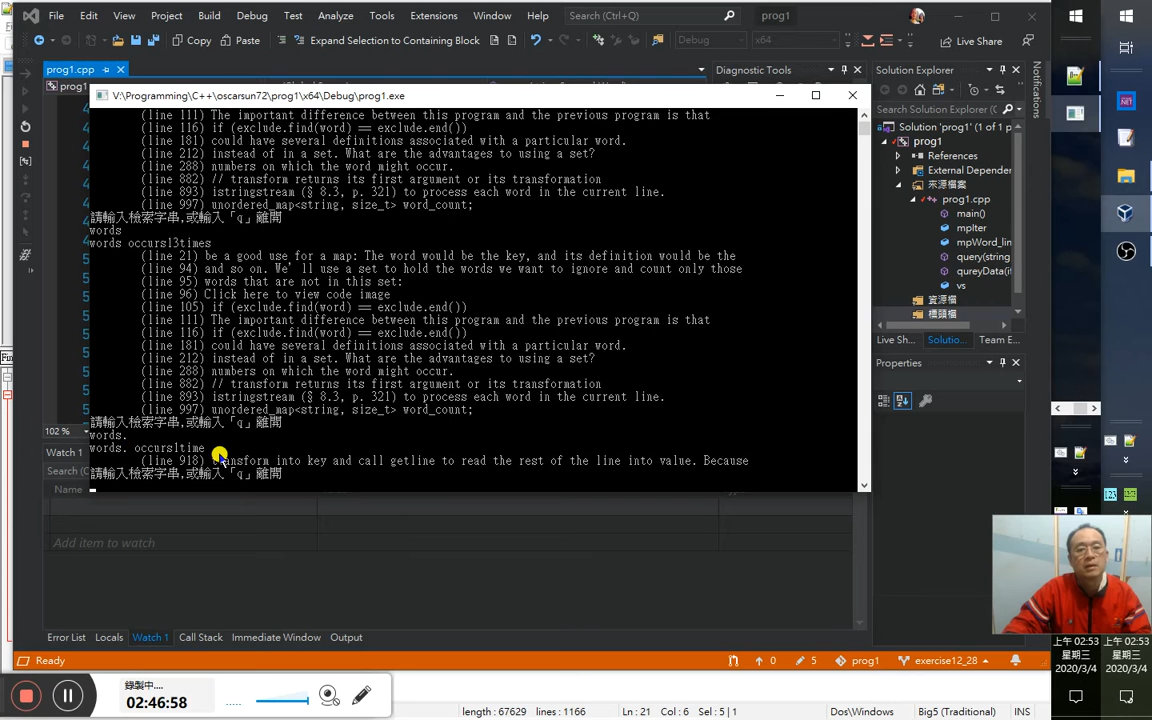 File Edit View Project Build Debug Test Analyze Tools Extensions Window Help Search (Ctrl+Q) prog1
Copy Paste Expand Selection to Containing Block Debug x64 Live Share
prog1.cpp
Diagnostic Tools
Solution Explorer
Notifications
V:\Programming\C++\oscarsun72\prog1\x64\Debug\prog1.exe
(line 111) The important difference between this program and the previous program is that
(line 116) if (exclude.find(word) == exclude.end())
(line 181) could have several definitions associated with a particular word.
(line 212) instead of in a set. What are the advantages to using a set?
(line 288) numbers on which the word might occur.
(line 882) // transform returns its first argument or its transformation
(line 893) istringstream (§ 8.3, p. 321) to process each word in the current line.
(line 997) unordered_map<string, size_t> word_count;
請輸入檢索字串,或輸入「q」離開
words
words occurs13times
(line 21) be a good use for a map: The word would be the key, and its definition would be the
(line 94) and so on. We'll use a set to hold the words we want to ignore and count only those
(line 95) words that are not in this set:
(line 96) Click here to view code image
(line 105) if (exclude.find(word) == exclude.end())
(line 111) The important difference between this program and the previous program is that
(line 116) if (exclude.find(word) == exclude.end())
(line 181) could have several definitions associated with a particular word.
(line 212) instead of in a set. What are the advantages to using a set?
(line 288) numbers on which the word might occur.
(line 882) // transform returns its first argument or its transformation
(line 893) istringstream (§ 8.3, p. 321) to process each word in the current line.
(line 997) unordered_map<string, size_t> word_count;
請輸入檢索字串,或輸入「q」離開
words.
words. occurs1time
(line 918) transform into key and call getline to read the rest of the line into value. Because
請輸入檢索字串,或輸入「q」離開
Search Solution Explorer
Solution 'prog1' (1 of 1 p
prog1
References
External Depender
來源檔案
prog1.cpp
main()
mpIter
mpWord_lin
query(string
qureyData(if
vs
資源檔
標頭檔
Live Sh... Solutio... Team E...
Properties
102 %
Watch 1
Search (Ct
Name
Add item to watch
Error List Locals Watch 1 Call Stack Immediate Window Output
Ready 0 5 prog1 exercise12_28
錄製中....
02:46:58
length : 67629 lines : 1166 Ln : 21 Col : 6 Sel : 5 | 1 Dos\Windows Big5 (Traditional) INS
上午 02:53
星期三
2020/3/4
上午 02:53
星期三
2020/3/4